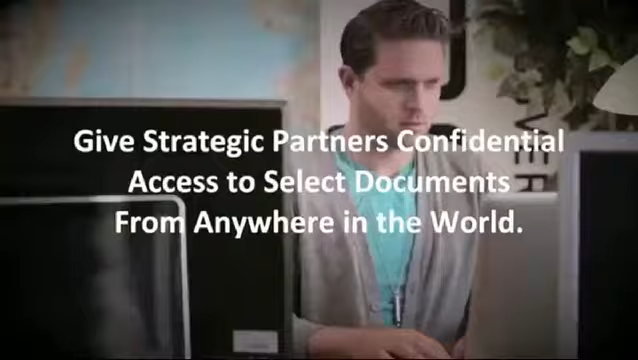 Give Strategic Partners Confidential
Access to Select Documents
From Anywhere in the World.